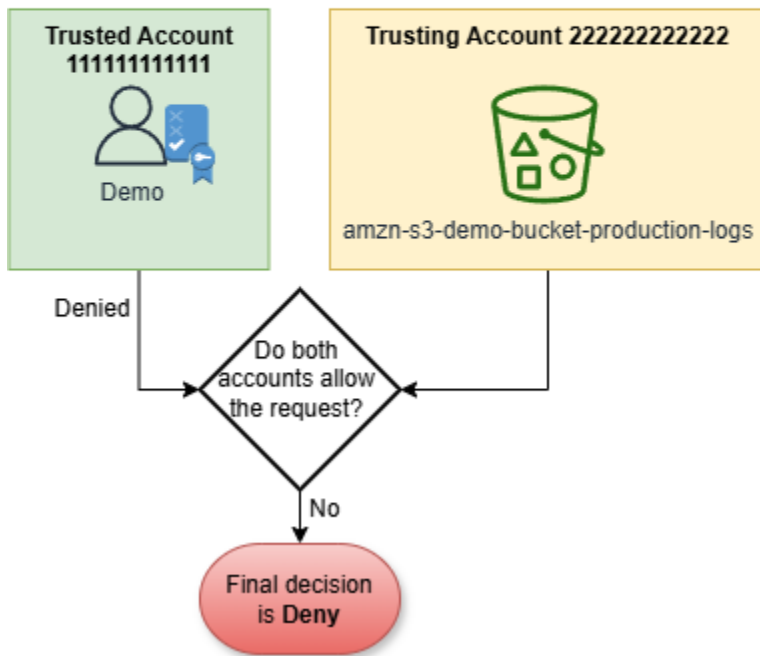 Trusted Account
111111111111
Demo
Trusting Account 222222222222
amzn-s3-demo-bucket-production-logs
Denied
Do both
accounts allow
the request?
No
Final decision
is Deny